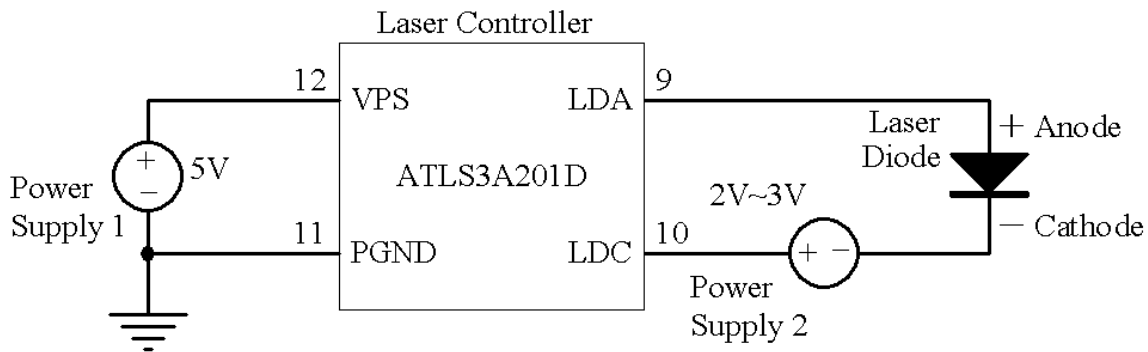 Laser Controller
12
VPS
LDA
9
+
5V
−
Power
Supply 1
ATLS3A201D
Laser
Diode
+ Anode
2V~3V
11
PGND
LDC
10
+ −
− Cathode
Power
Supply 2